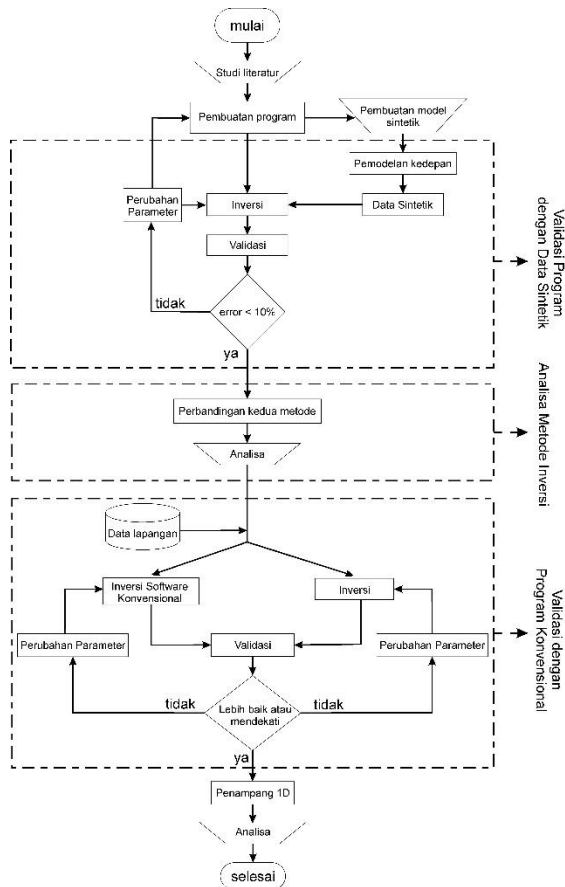 mulai
Studi literatur
Pembuatan program
Pembuatan model
sintetik
Pemodelan kedepan
Perubahan
Parameter
Inversi
Data Sintetik
Validasi
tidak
error < 10%
ya
Validasi Program
dengan Data Sintetik
Perbandingan kedua metode
Analisa
Analisa Metode Inversi
Data lapangan
Inversi Software
Konvensional
Inversi
Perubahan Parameter
Validasi
Perubahan Parameter
tidak
Lebih baik atau
mendekati
tidak
ya
Validasi dengan
Program Konvensional
Penampang 1D
Analisa
selesai